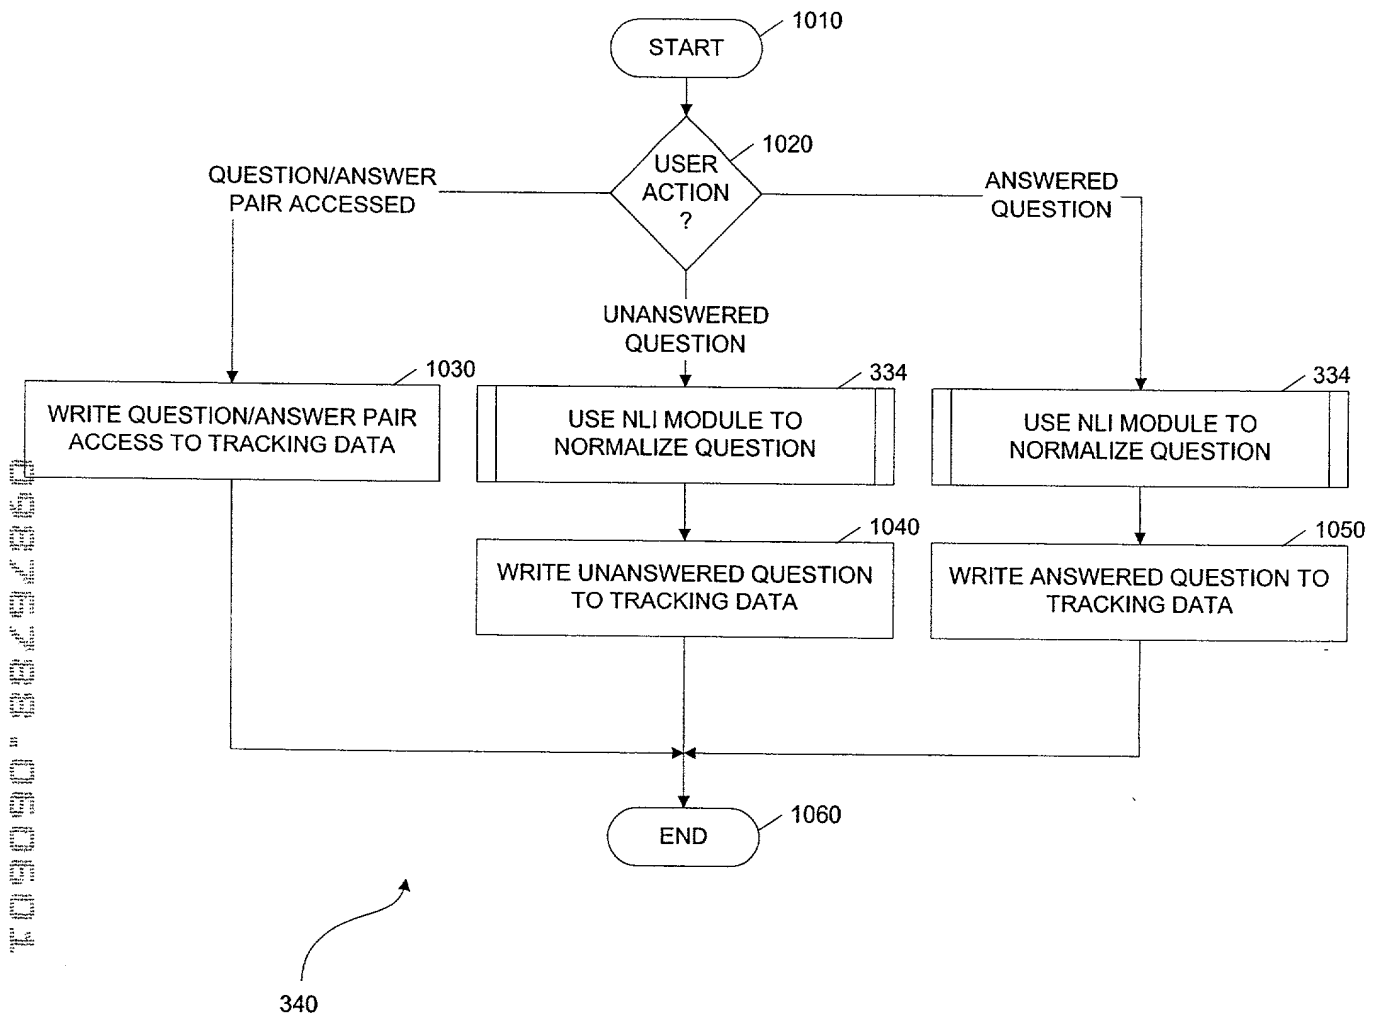 1010
START
1020
USER
ACTION
?
QUESTION/ANSWER
PAIR ACCESSED
ANSWERED
QUESTION
UNANSWERED
QUESTION
1030
WRITE QUESTION/ANSWER PAIR
ACCESS TO TRACKING DATA
334
USE NLI MODULE TO
NORMALIZE QUESTION
334
USE NLI MODULE TO
NORMALIZE QUESTION
1040
WRITE UNANSWERED QUESTION
TO TRACKING DATA
1050
WRITE ANSWERED QUESTION TO
TRACKING DATA
1060
END
340